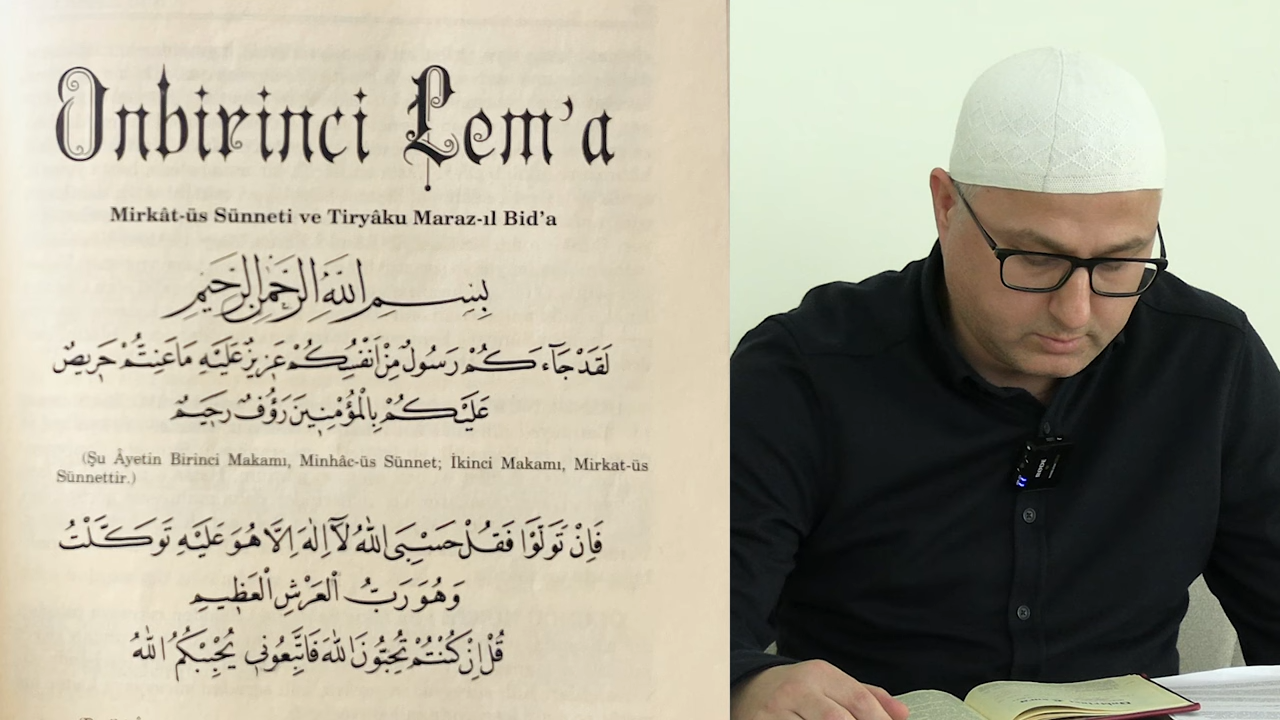 Onbirinci Lem'a
Mirkât-üs Sünneti ve Tiryâku Maraz-ıl Bid'a
بِسْمِ اللّٰهِ الرَّحْمٰنِ الرَّحِيمِ
لَقَدْ جَٓاءَكُمْ رَسُولٌ مِنْ اَنْفُسِكُمْ عَزِيزٌ عَلَيْهِ مَا عَنِتُّمْ حَرِيصٌ
عَلَيْكُمْ بِالْمُؤْمِنِينَ رَؤُفٌ رَحِيمٌ
(Şu Âyetin Birinci Makamı, Minhâc-üs Sünnet; İkinci Makamı, Mirkat-üs
Sünnettir.)
فَاِنْ تَوَلَّوْا فَقُلْ حَسْبِىَ اللّٰهُ لَٓا اِلٰهَ اِلَّا هُوَ عَلَيْهِ تَوَكَّلْتُ
وَهُوَ رَبُّ الْعَرْشِ الْعَظِيمِ
قُلْ اِنْ كُنْتُمْ تُحِبُّونَ اللّٰهَ فَاتَّبِعُونِى يُحْبِبْكُمُ اللّٰهُ
Onbirinci Lem'a